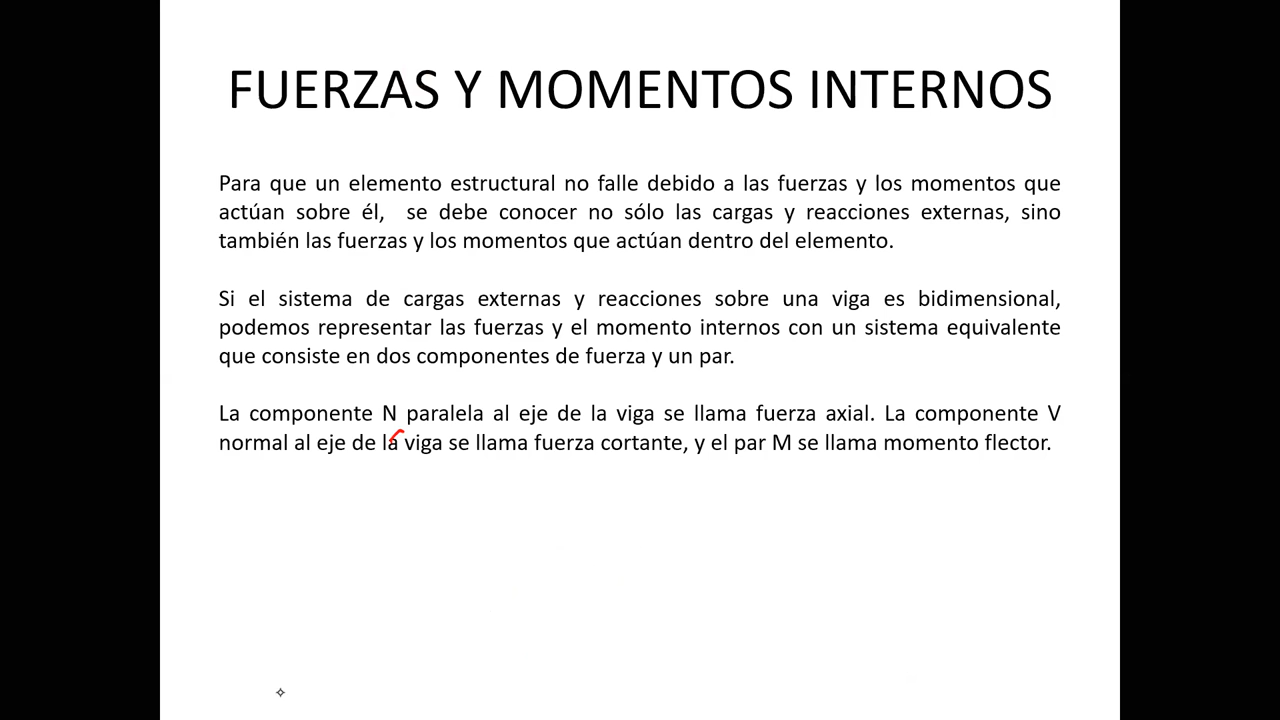 FUERZAS Y MOMENTOS INTERNOS
Para que un elemento estructural no falle debido a las fuerzas y los momentos que
actúan sobre él, se debe conocer no sólo las cargas y reacciones externas, sino
también las fuerzas y los momentos que actúan dentro del elemento.
Si el sistema de cargas externas y reacciones sobre una viga es bidimensional,
podemos representar las fuerzas y el momento internos con un sistema equivalente
que consiste en dos componentes de fuerza y un par.
La componente N paralela al eje de la viga se llama fuerza axial. La componente V
normal al eje de la viga se llama fuerza cortante, y el par M se llama momento flector.